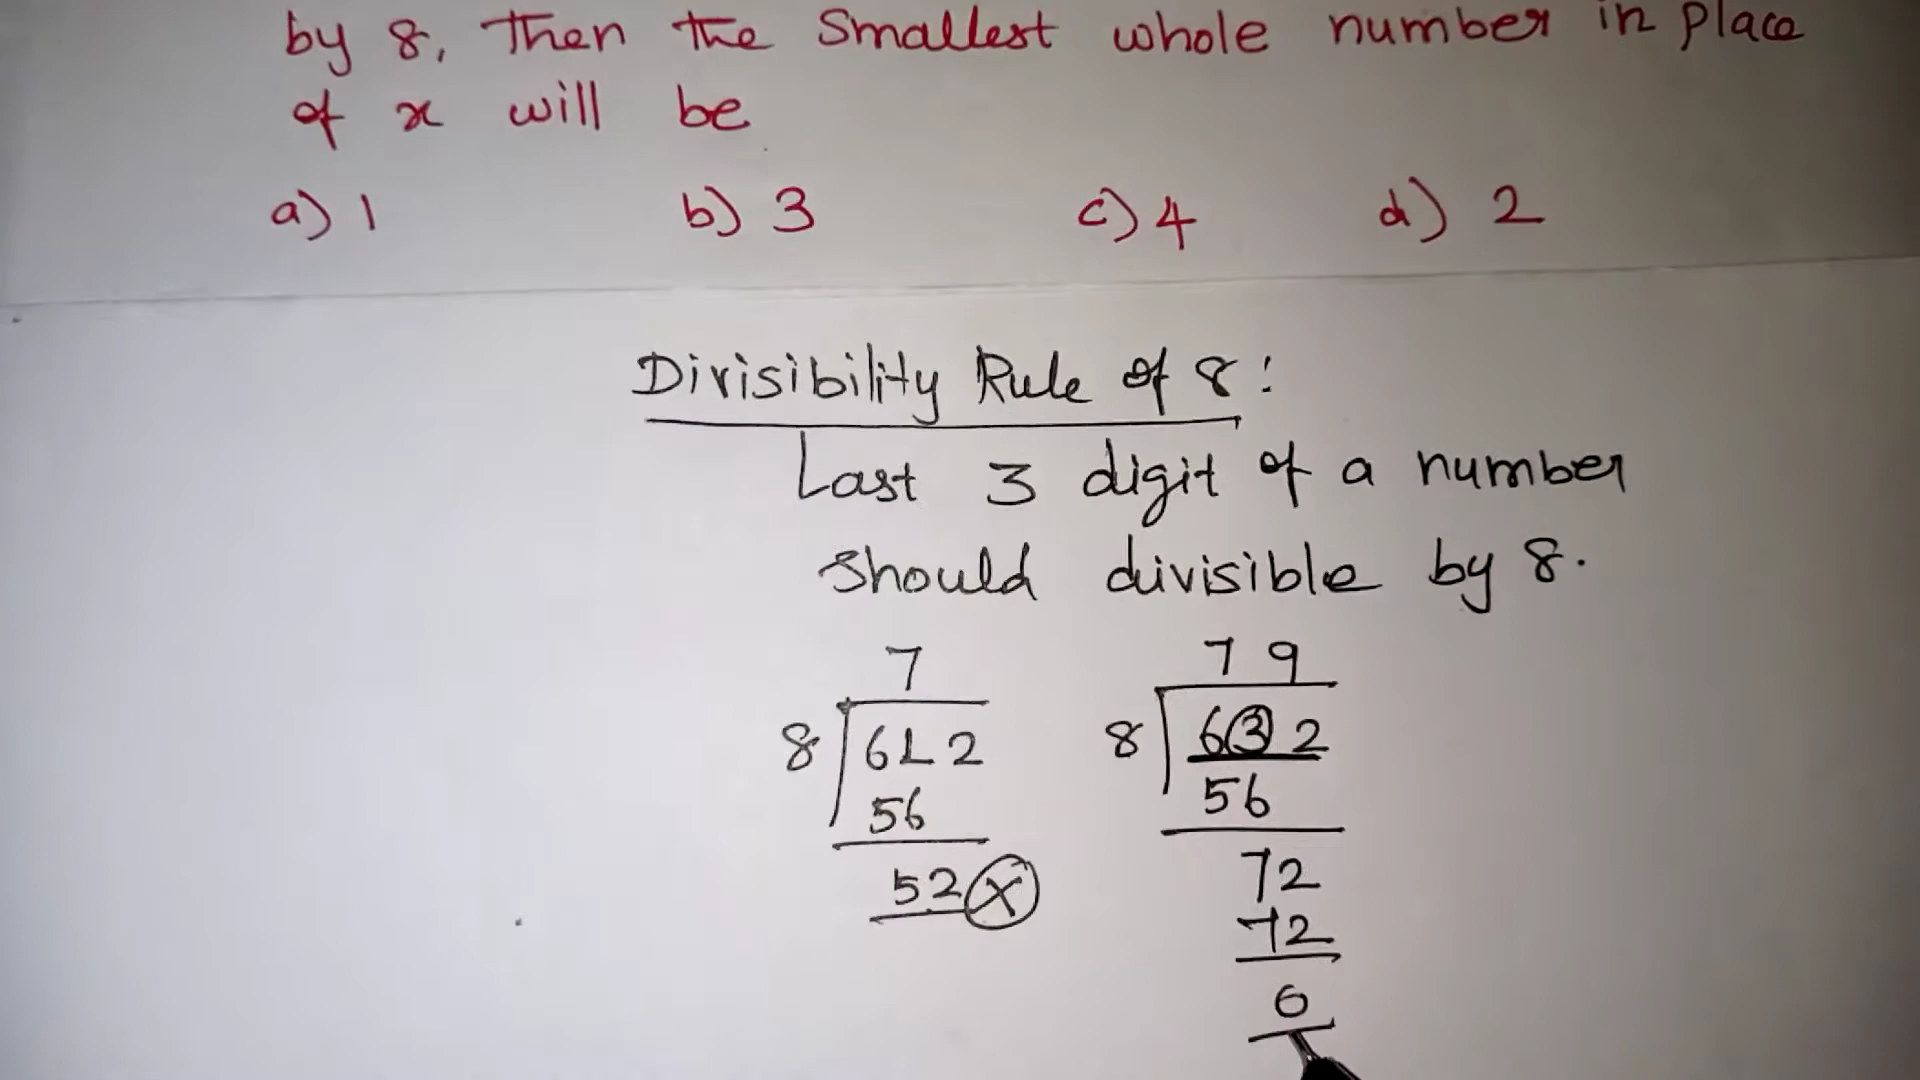 by 8, Then the Smallest whole number in place
of x will be
a) 1 b) 3 c) 4 d) 2
Divisibility Rule of 8:
Last 3 digit of a number
should divisible by 8.
7
8 612
56
52 X
79
8 632
56
72
72
0